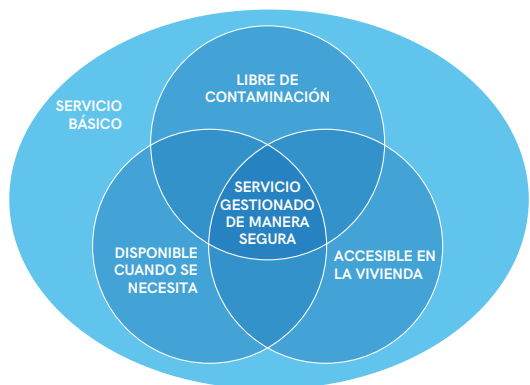 LIBRE DE
CONTAMINACIÓN
SERVICIO
BÁSICO
SERVICIO
GESTIONADO
DE MANERA
SEGURA
DISPONIBLE
CUANDO SE
NECESITA
ACCESIBLE EN
LA VIVIENDA